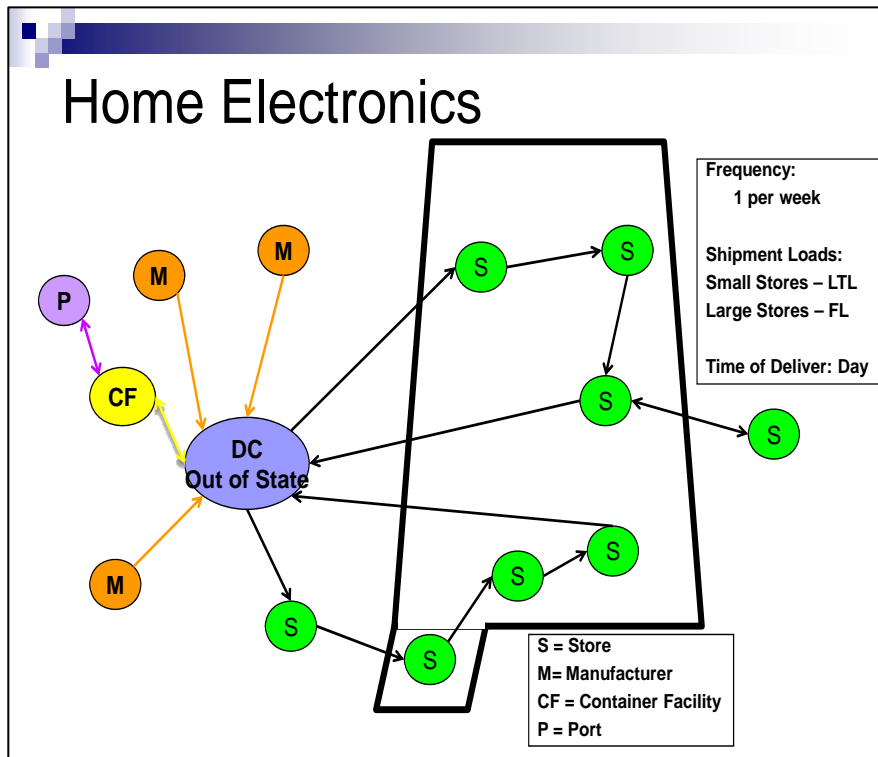 Home Electronics
Frequency:
1 per week
Shipment Loads:
Small Stores – LTL
Large Stores – FL
Time of Deliver: Day
M
M
P
S
S
CF
S
S
DC
Out of State
M
S
S
S
S
S = Store
M= Manufacturer
CF = Container Facility
P = Port